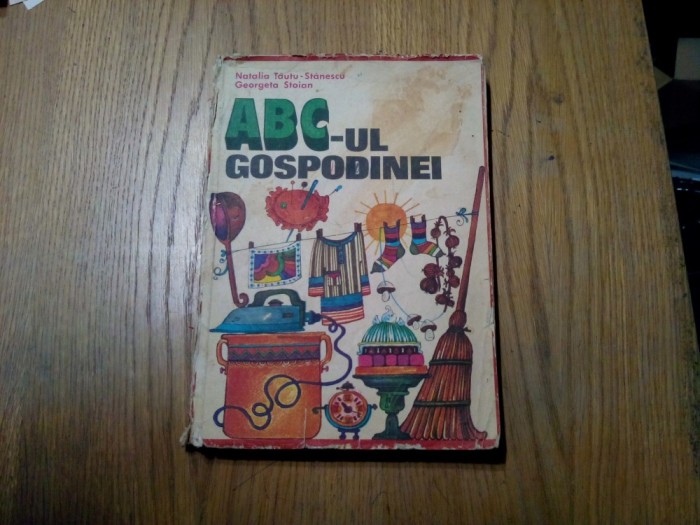 Natalia Tăutu-Stănescu
Georgeta Stoian
ABC-UL
GOSPODINEI